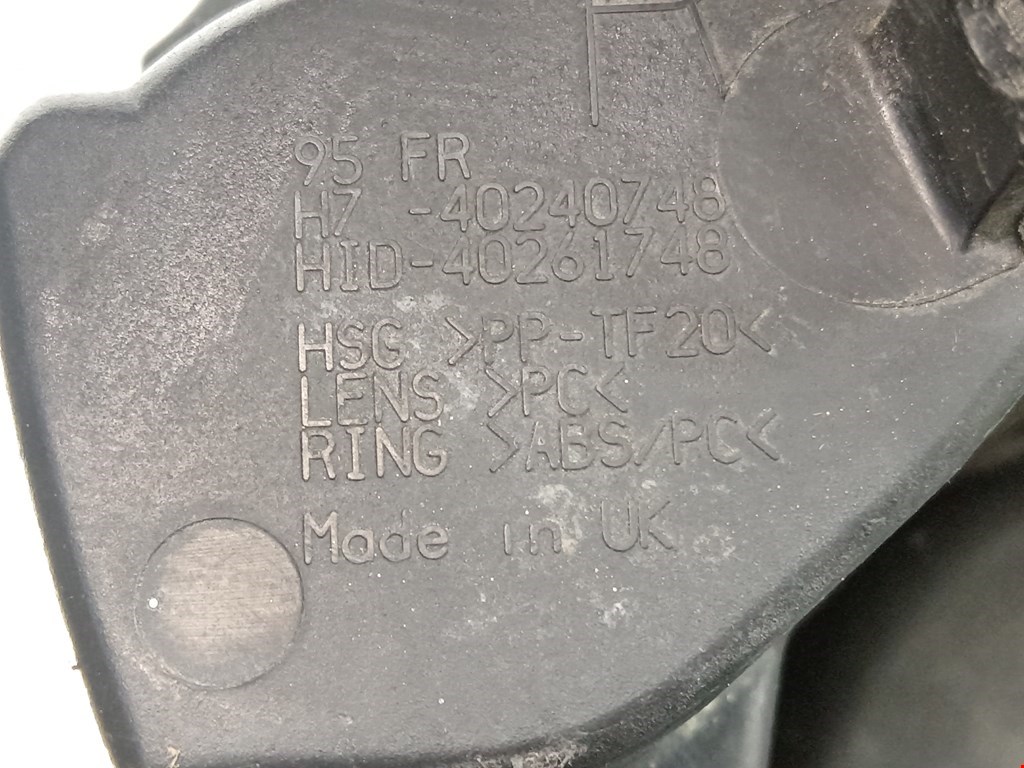 95 FR
H7 -40240748
HID-40261748
HSG >PP-TF20<
LENS >PC<
RING >ABS/PC<
Made in UK